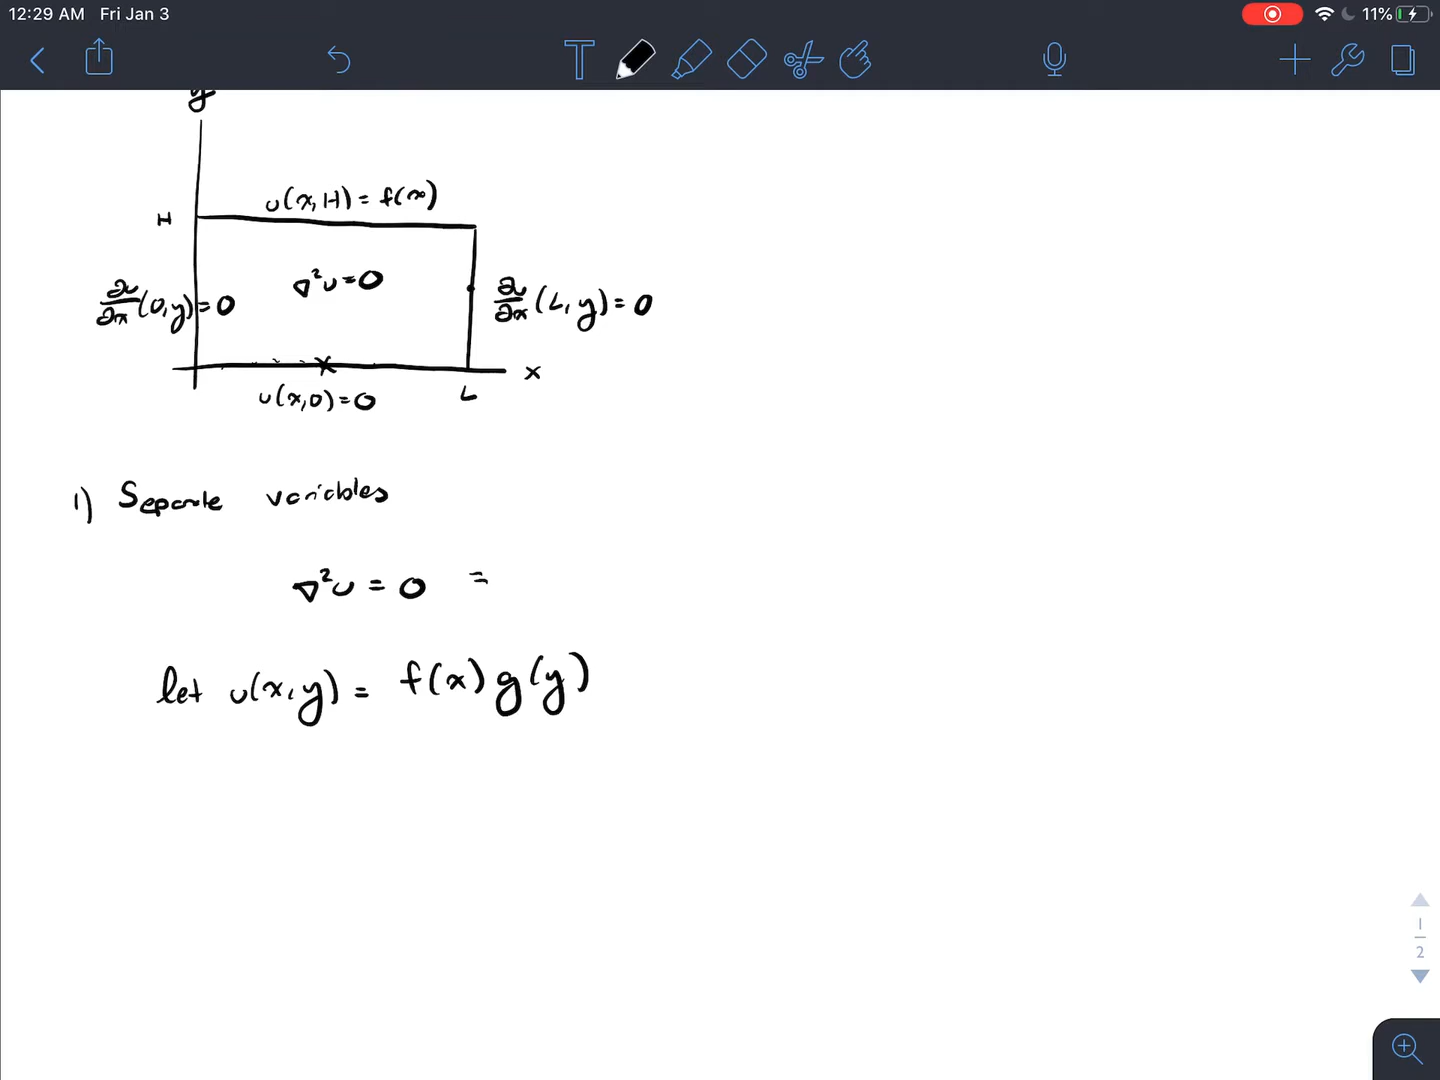 12:29 AM Fri Jan 3
11%
y
u(x,H)=f(x)
H
∇²u=0
∂u/∂x(0,y)=0
∂u/∂x(L,y)=0
x
u(x,0)=0
L
1) Separate variables
∇²u = 0 =
let u(x,y) = f(x)g(y)
T
1
2